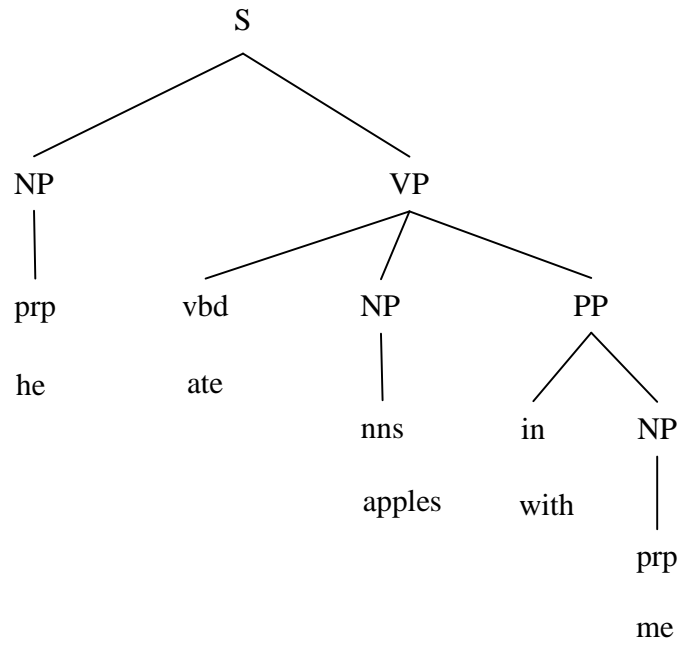 S
NP VP
prp vbd NP PP
he ate
nns in NP
apples with
prp
me